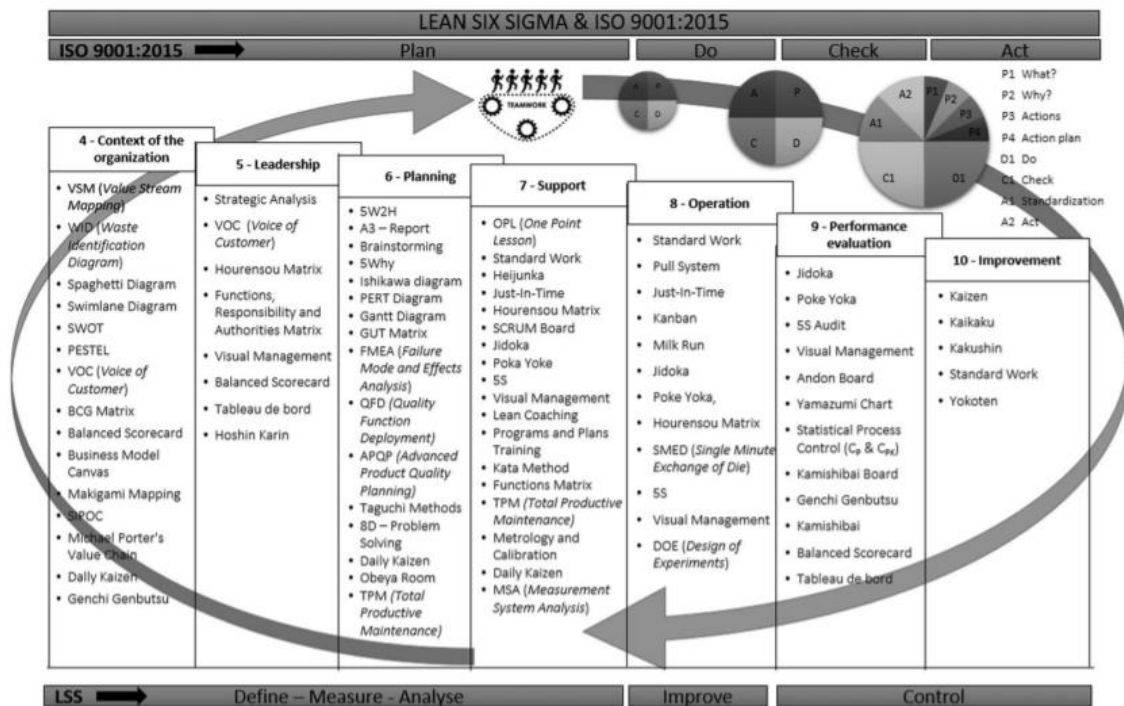 LEAN SIX SIGMA & ISO 9001:2015
ISO 9001:2015
Plan
Do
Check
Act
TEAMWORK
A P
C D
A P
C D
A2 P1 P2 P3 P4
A1
C1 D1
P1 What?
P2 Why?
P3 Actions
P4 Action plan
D1 Do
C1 Check
A1 Standardization
A2 Act
4 - Context of the
organization
• VSM (Value Stream
Mapping)
• WID (Waste
Identification
Diagram)
• Spaghetti Diagram
• Swimlane Diagram
• SWOT
• PESTEL
• VOC (Voice of
Customer)
• BCG Matrix
• Balanced Scorecard
• Business Model
Canvas
• Makigami Mapping
• SIPOC
• Michael Porter's
Value Chain
• Dally Kaizen
• Genchi Genbutsu
5 - Leadership
• Strategic Analysis
• VOC (Voice of
Customer)
• Hourensou Matrix
• Functions,
Responsibility and
Authorities Matrix
• Visual Management
• Balanced Scorecard
• Tableau de bord
• Hoshin Karin
6 - Planning
• 5W2H
• A3 – Report
• Brainstorming
• 5Why
• Ishikawa diagram
• PERT Diagram
• Gantt Diagram
• GUT Matrix
• FMEA (Failure
Mode and Effects
Analysis)
• QFD (Quality
Function
Deployment)
• APQP (Advanced
Product Quality
Planning)
• Taguchi Methods
• 8D – Problem
Solving
• Daily Kaizen
• Obeya Room
• TPM (Total
Productive
Maintenance)
7 - Support
• OPL (One Point
Lesson)
• Standard Work
• Heijunka
• Just-In-Time
• Hourensou Matrix
• SCRUM Board
• Jidoka
• Poka Yoke
• 5S
• Visual Management
• Lean Coaching
• Programs and Plans
Training
• Kata Method
• Functions Matrix
• TPM (Total Productive
Maintenance)
• Metrology and
Calibration
• Daily Kaizen
• MSA (Measurement
System Analysis)
8 - Operation
• Standard Work
• Pull System
• Just-In-Time
• Kanban
• Milk Run
• Jidoka
• Poke Yoka,
• Hourensou Matrix
• SMED (Single Minute
Exchange of Die)
• 5S
• Visual Management
• DOE (Design of
Experiments)
9 - Performance
evaluation
• Jidoka
• Poke Yoka
• 5S Audit
• Visual Management
• Andon Board
• Yamazumi Chart
• Statistical Process
Control (CP & CPK)
• Kamishibai Board
• Genchi Genbutsu
• Kamishibai
• Balanced Scorecard
• Tableau de bord
10 - Improvement
• Kaizen
• Kaikaku
• Kakushin
• Standard Work
• Yokoten
LSS
Define – Measure - Analyse
Improve
Control